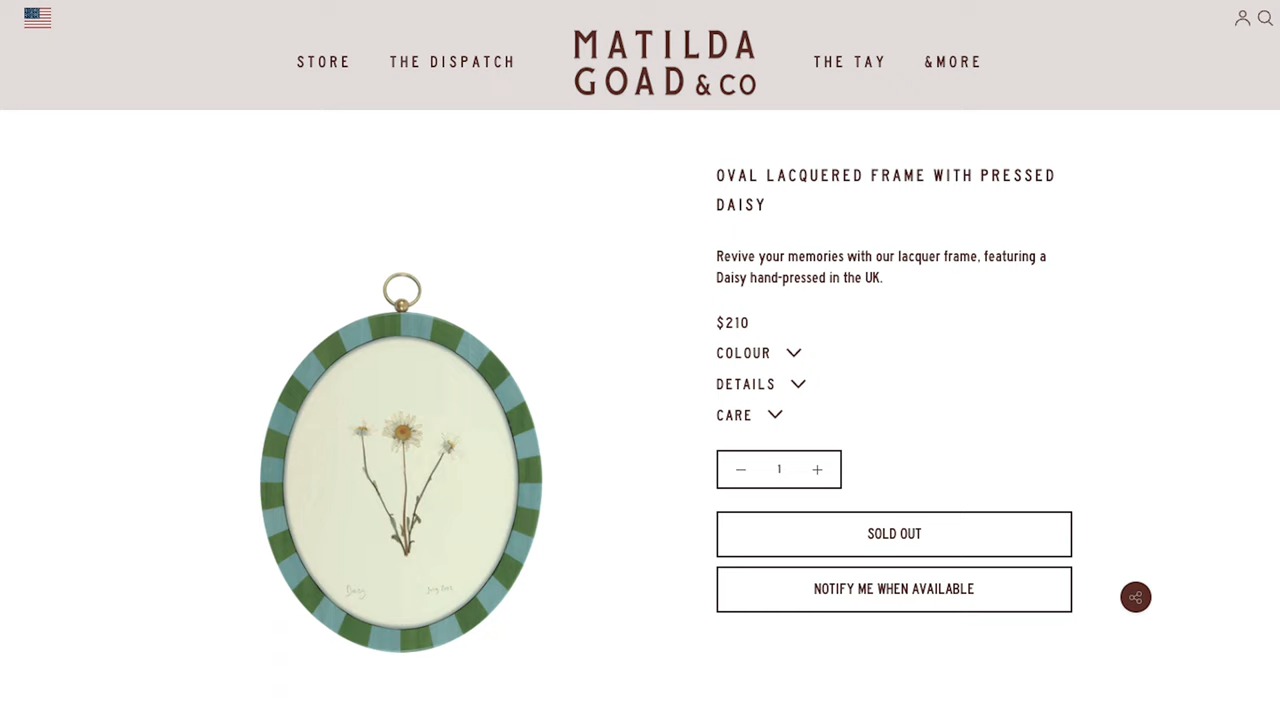 STORE
THE DISPATCH
MATILDA
GOAD & CO
THE TAY
&MORE
OVAL LACQUERED FRAME WITH PRESSED
DAISY
Revive your memories with our lacquer frame, featuring a
Daisy hand-pressed in the UK.
$210
COLOUR
DETAILS
CARE
− 1 +
SOLD OUT
NOTIFY ME WHEN AVAILABLE
Daisy